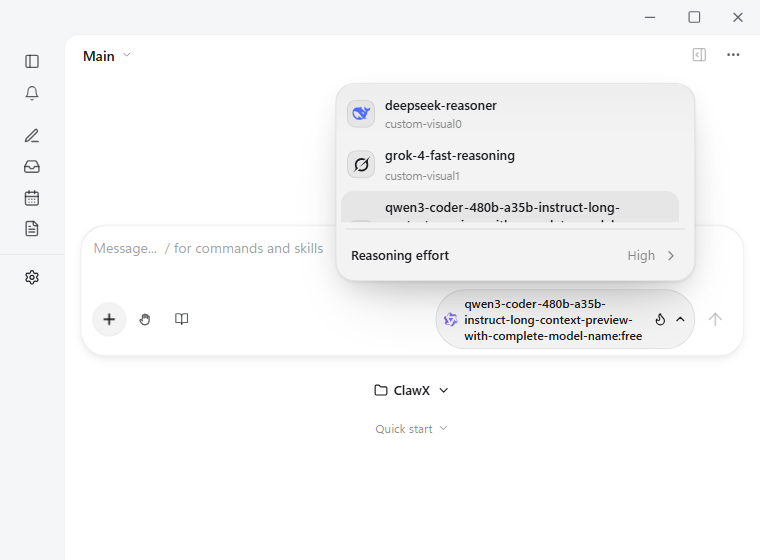 Main
deepseek-reasoner
custom-visual0
grok-4-fast-reasoning
custom-visual1
qwen3-coder-480b-a35b-instruct-long-
Reasoning effort
High
Message... / for commands and skills
qwen3-coder-480b-a35b-
instruct-long-context-preview-
with-complete-model-name:free
ClawX
Quick start